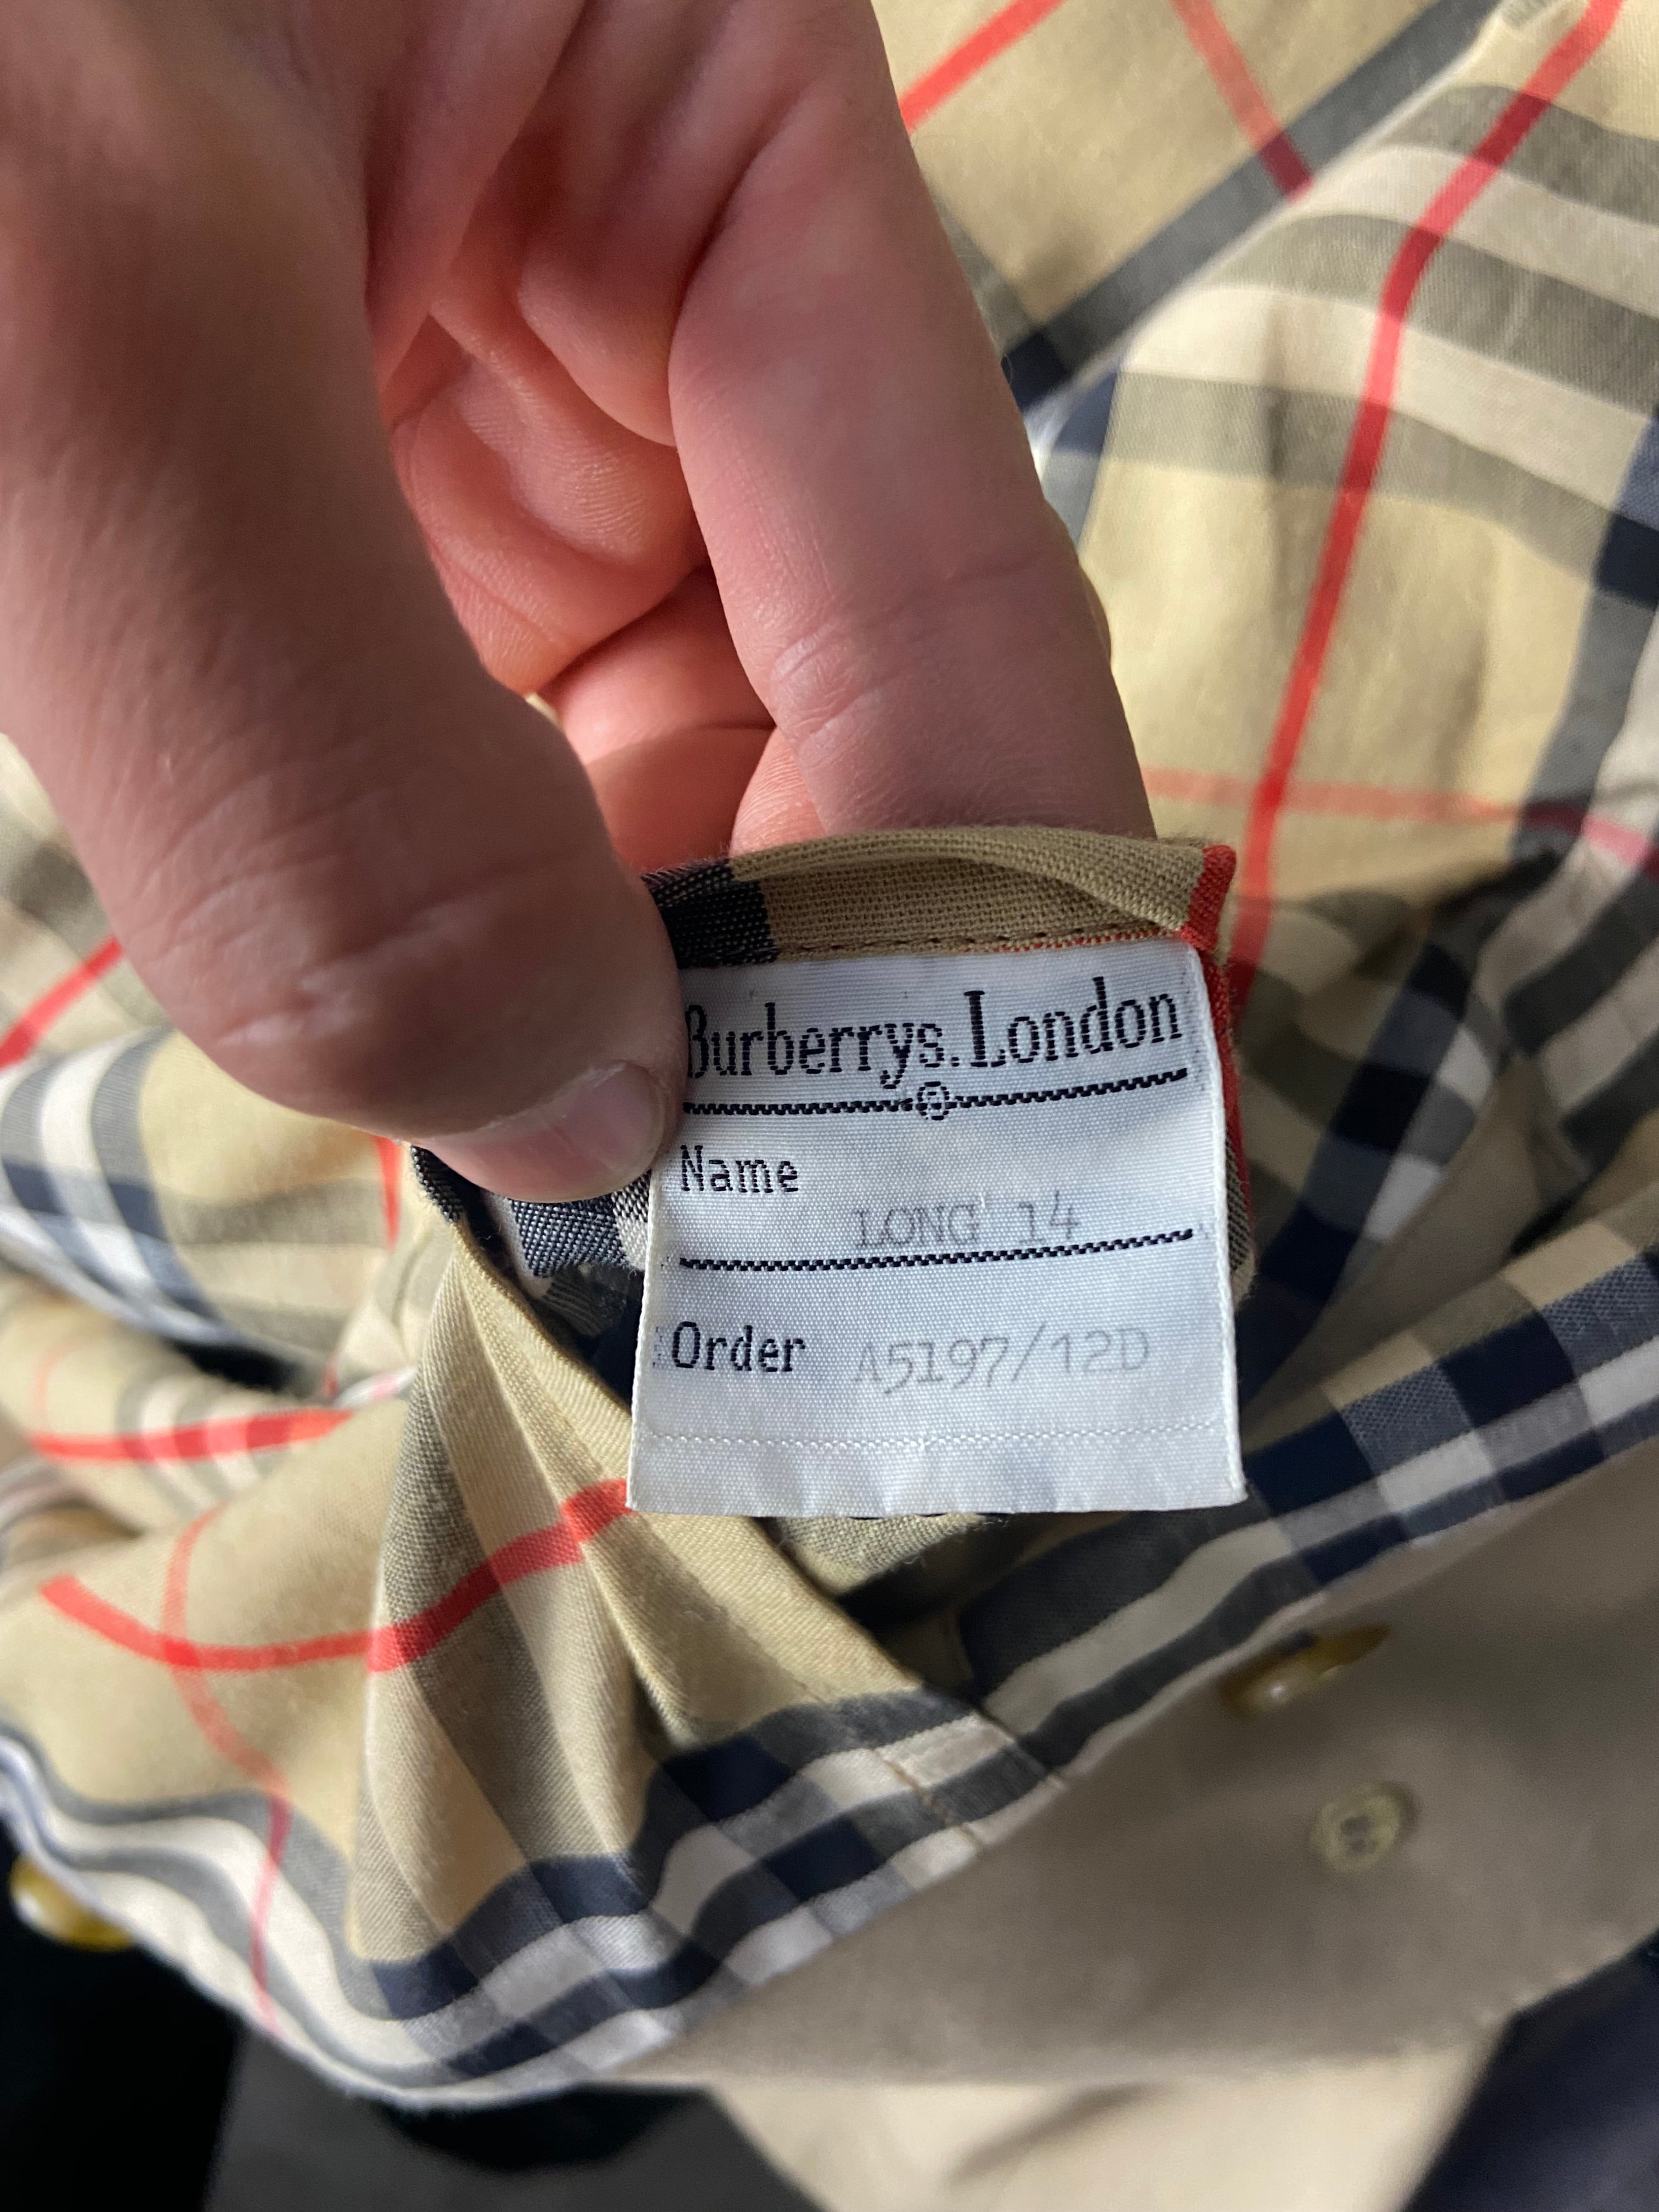 Burberrys. London
Name
LONG 14
Order A5197/12D